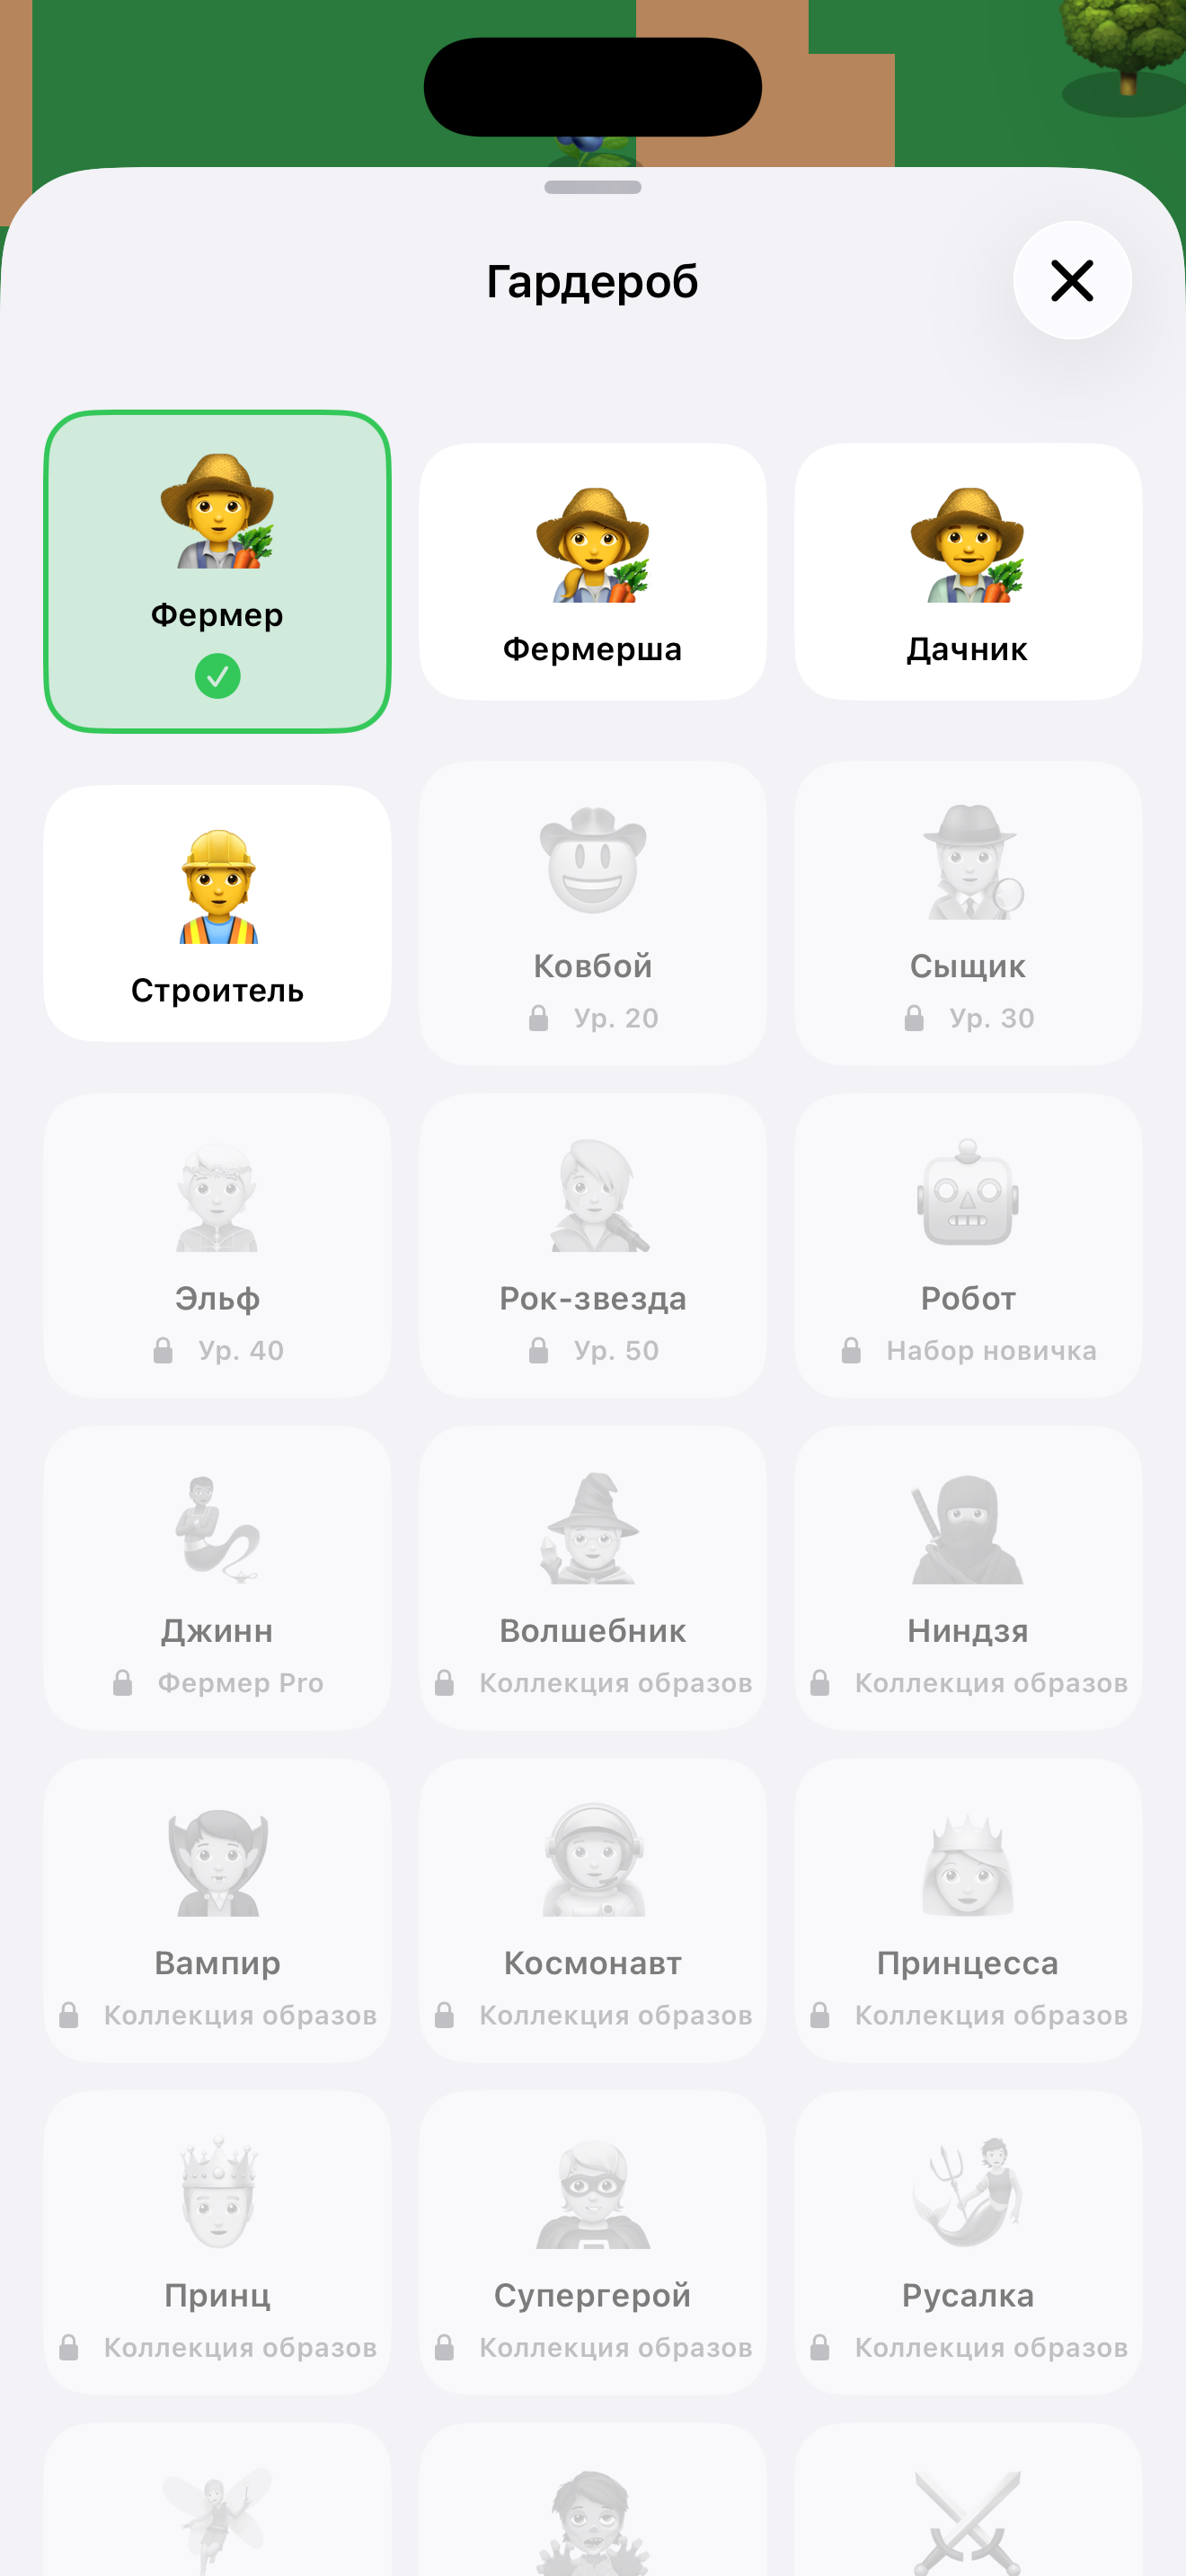 Гардероб
Фермер
Фермерша
Дачник
Строитель
Ковбой
Ур. 20
Сыщик
Ур. 30
Эльф
Ур. 40
Рок-звезда
Ур. 50
Робот
Набор новичка
Джинн
Фермер Pro
Волшебник
Коллекция образов
Ниндзя
Коллекция образов
Вампир
Коллекция образов
Космонавт
Коллекция образов
Принцесса
Коллекция образов
Принц
Коллекция образов
Супергерой
Коллекция образов
Русалка
Коллекция образов